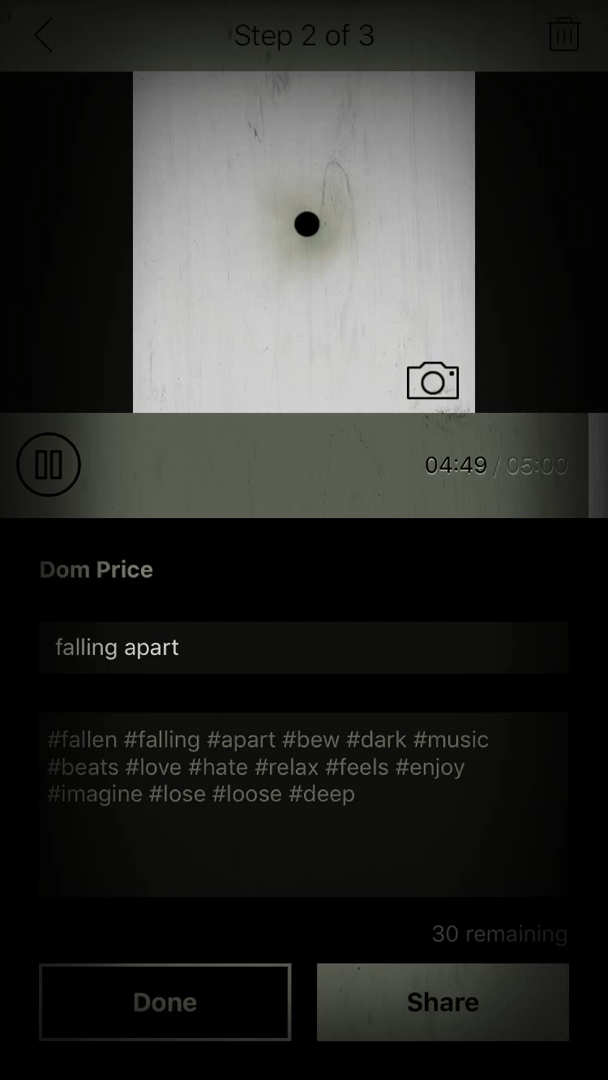 Step 2 of 3
04:49 / 05:00
Dom Price
falling apart
#fallen #falling #apart #bew #dark #music
#beats #love #hate #relax #feels #enjoy
#imagine #lose #loose #deep
30 remaining
Done
Share